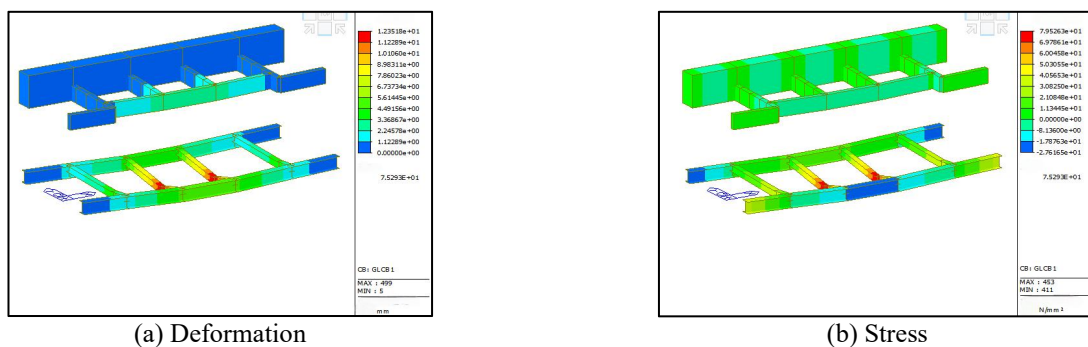 1.23518e+01
1.12289e+01
1.01060e+01
8.98311e+00
7.86023e+00
6.73734e+00
5.61445e+00
4.49156e+00
3.36867e+00
2.24578e+00
1.12289e+00
0.00000e+00
7.5293E+01
CB: GLCB1
MAX : 499
MIN : 5
mm
(a) Deformation
7.95263e+01
6.97861e+01
6.00458e+01
5.03055e+01
4.05653e+01
3.08250e+01
2.10848e+01
1.13445e+01
0.00000e+00
-8.13600e+01
-1.78763e+01
-2.76165e+01
7.5293E+01
CB: GLCB1
MAX : 453
MIN : 411
N/mm²
(b) Stress